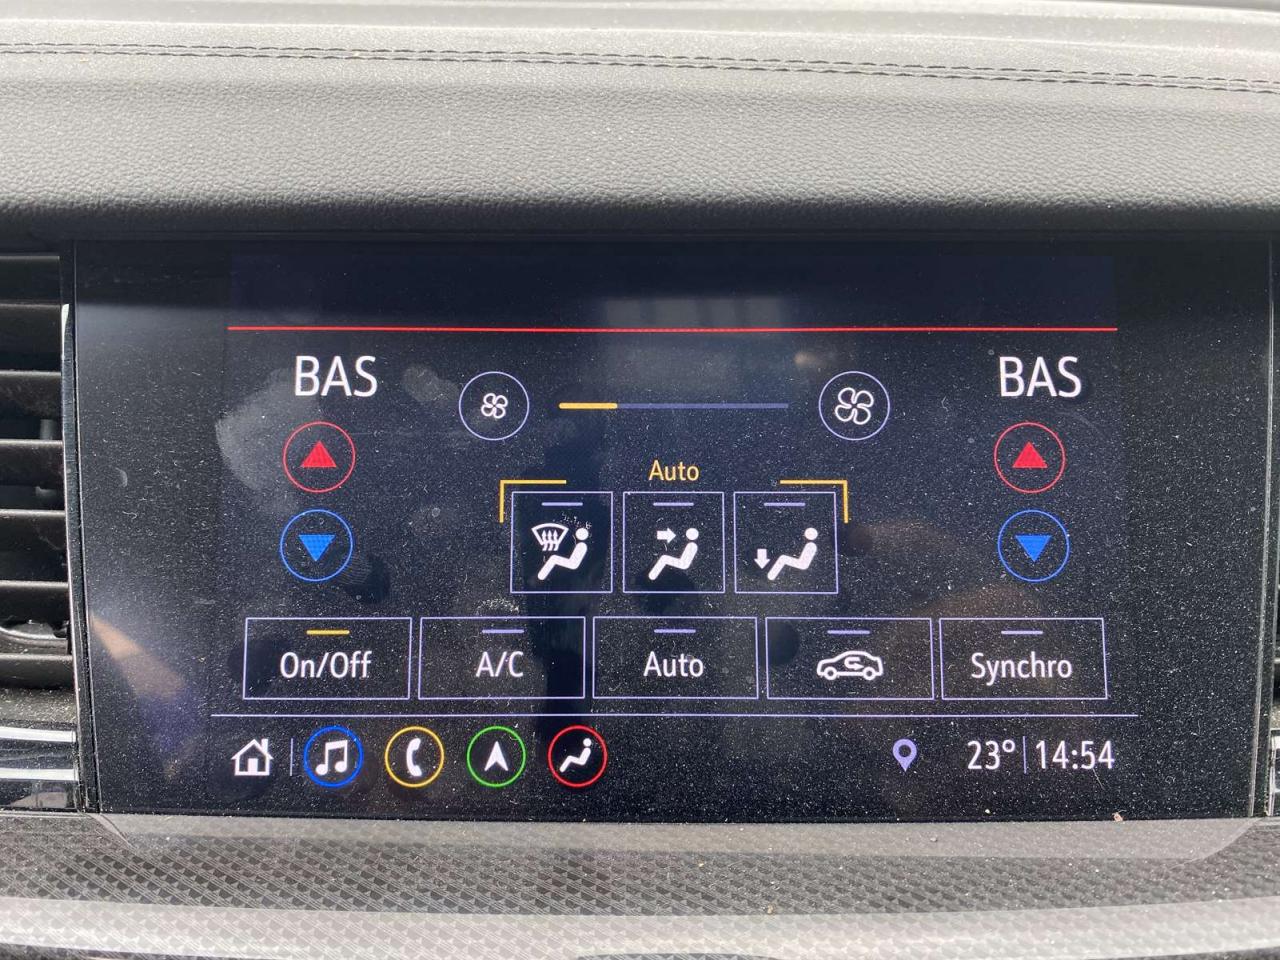 BAS
BAS
Auto
On/Off
A/C
Auto
Synchro
23° 14:54